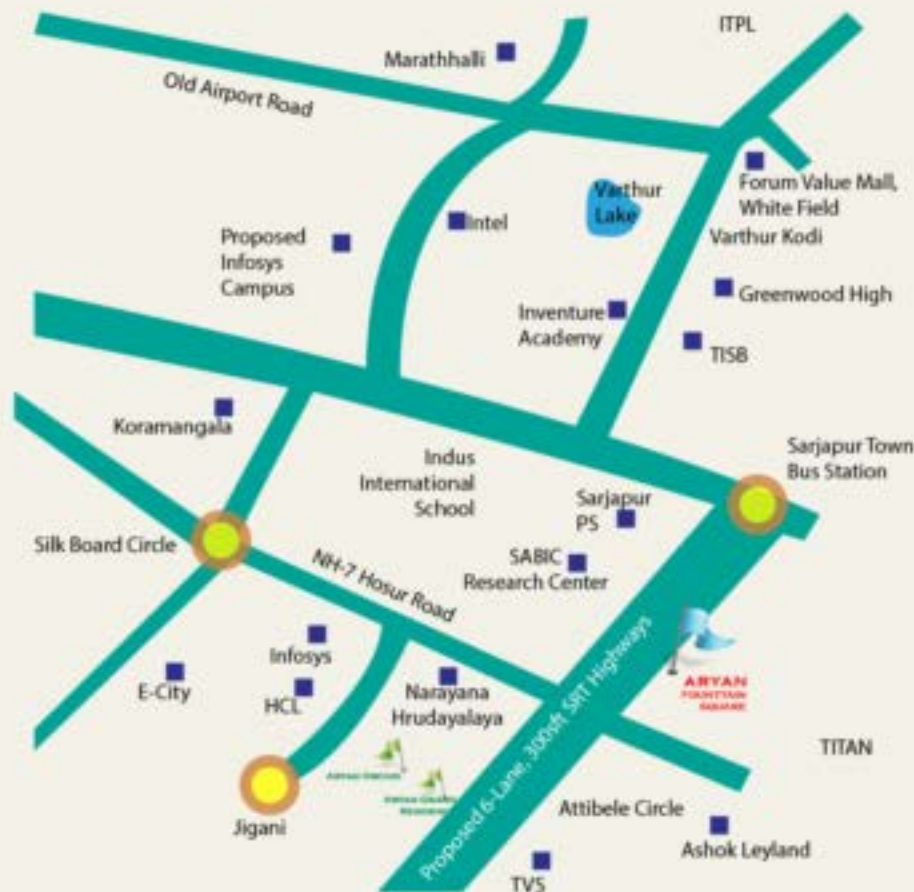 ITPL
Marathhalli
Old Airport Road
Forum Value Mall,
White Field
Varthur
Lake
Intel
Varthur Kodi
Proposed
Infosys
Campus
Greenwood High
Inventure
Academy
TISB
Koramangala
Indus
International
School
Sarjapur Town
Bus Station
Sarjapur
PS
Silk Board Circle
SABIC
Research Center
NH-7 Hosur Road
Proposed 6-Lane, 300sft SRT Highways
Infosys
E-City
HCL
Narayana
Hrudayalaya
ARYAN
FOUNTTAIN
SQUARE
TITAN
Jigani
Attibele Circle
Ashok Leyland
TVS